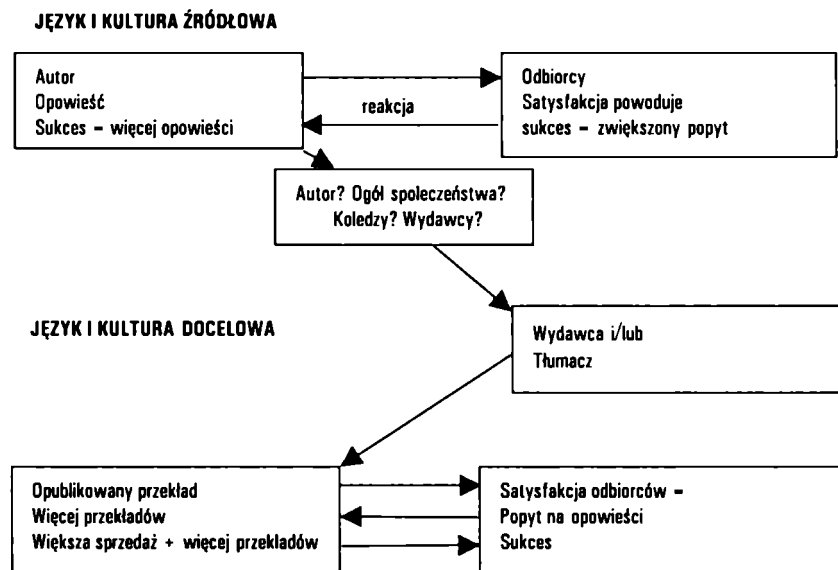 JĘZYK I KULTURA ŹRÓDŁOWA
Autor
Opowieść
Sukces – więcej opowieści
reakcja
Odbiorcy
Satysfakcja powoduje
sukces – zwiększony popyt
Autor? Ogół społeczeństwa?
Koledzy? Wydawcy?
JĘZYK I KULTURA DOCELOWA
Wydawca i/lub
Tłumacz
Opublikowany przekład
Więcej przekładów
Większa sprzedaż + więcej przekładów
Satysfakcja odbiorców –
Popyt na opowieści
Sukces